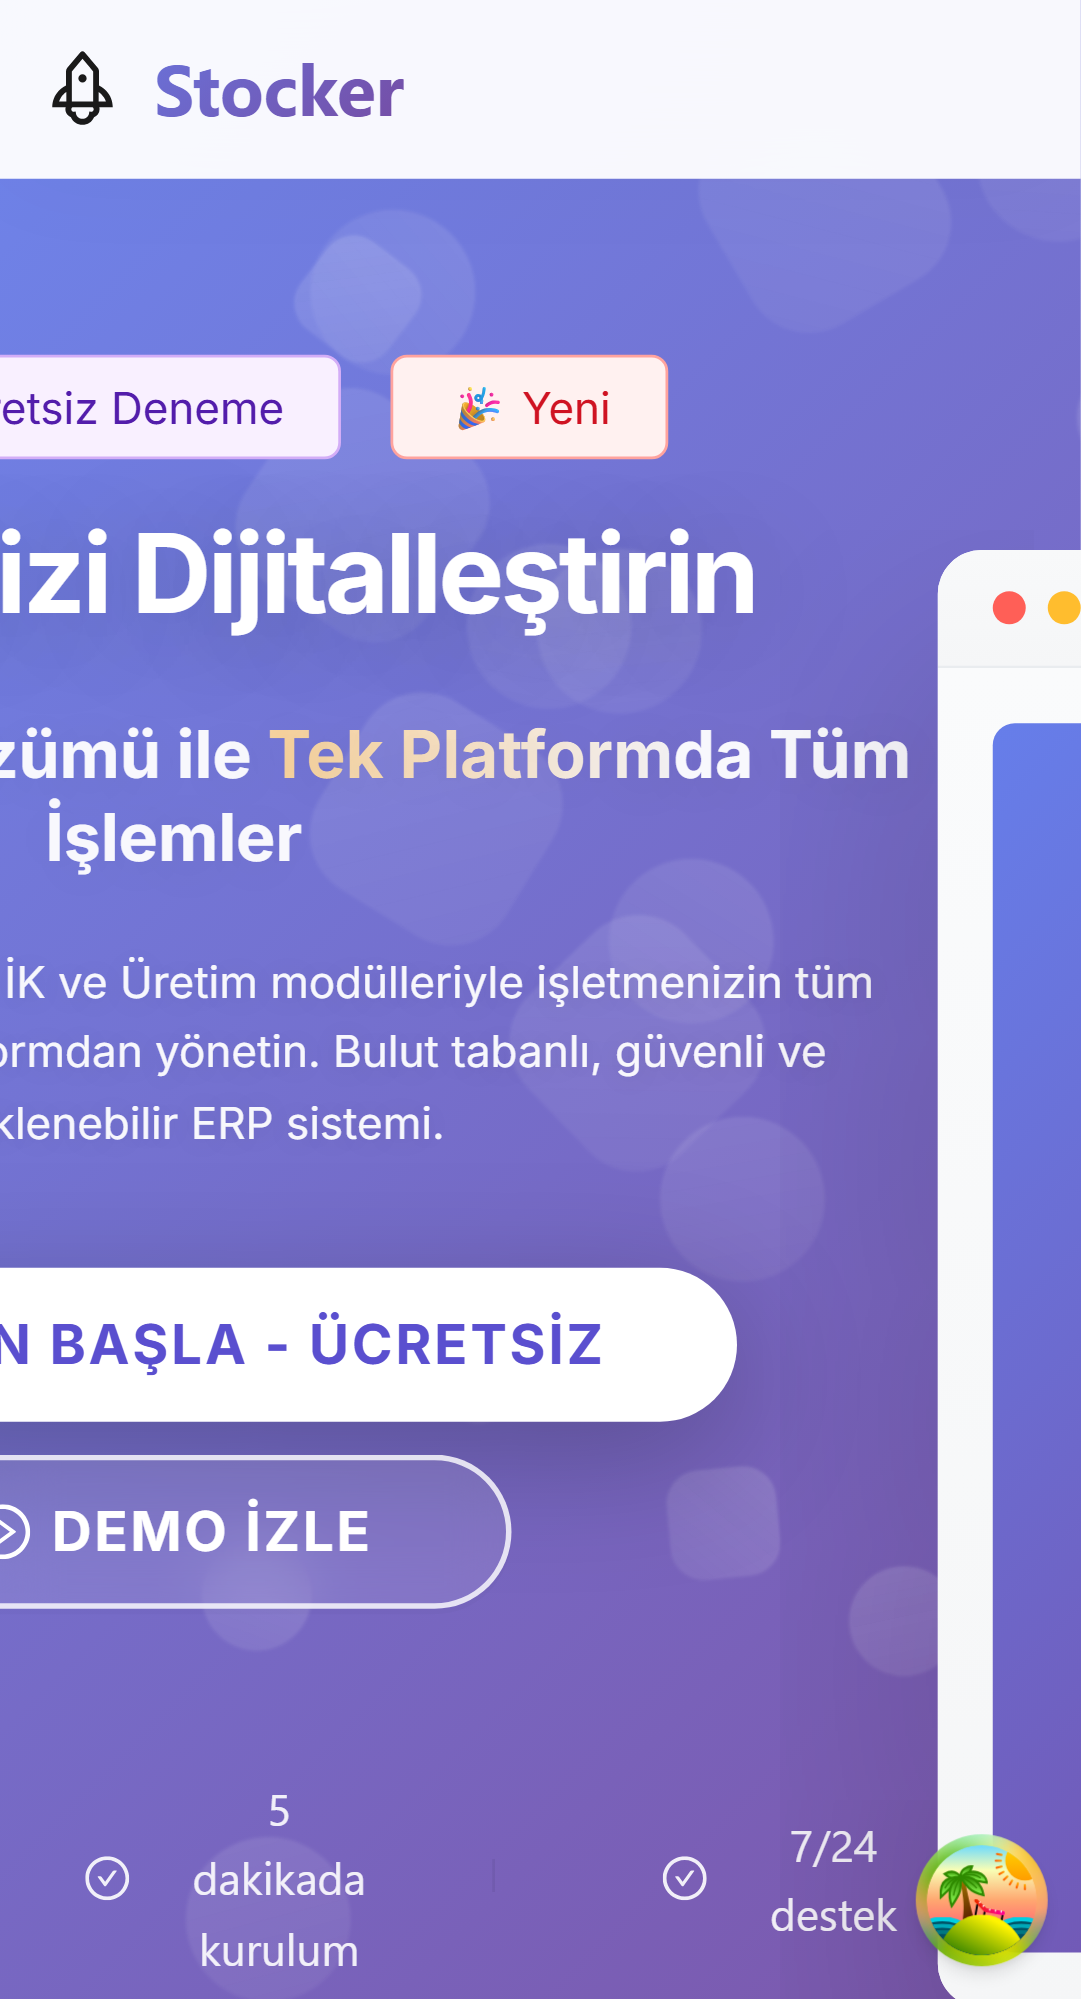 Stocker
retsiz Deneme
🎉 Yeni
izi Dijitalleştirin
zümü ile Tek Platformda Tüm
İşlemler
İK ve Üretim modülleriyle işletmenizin tüm
ormdan yönetin. Bulut tabanlı, güvenli ve
klenebilir ERP sistemi.
N BAŞLA - ÜCRETSİZ
DEMO İZLE
5
dakikada
kurulum
7/24
destek